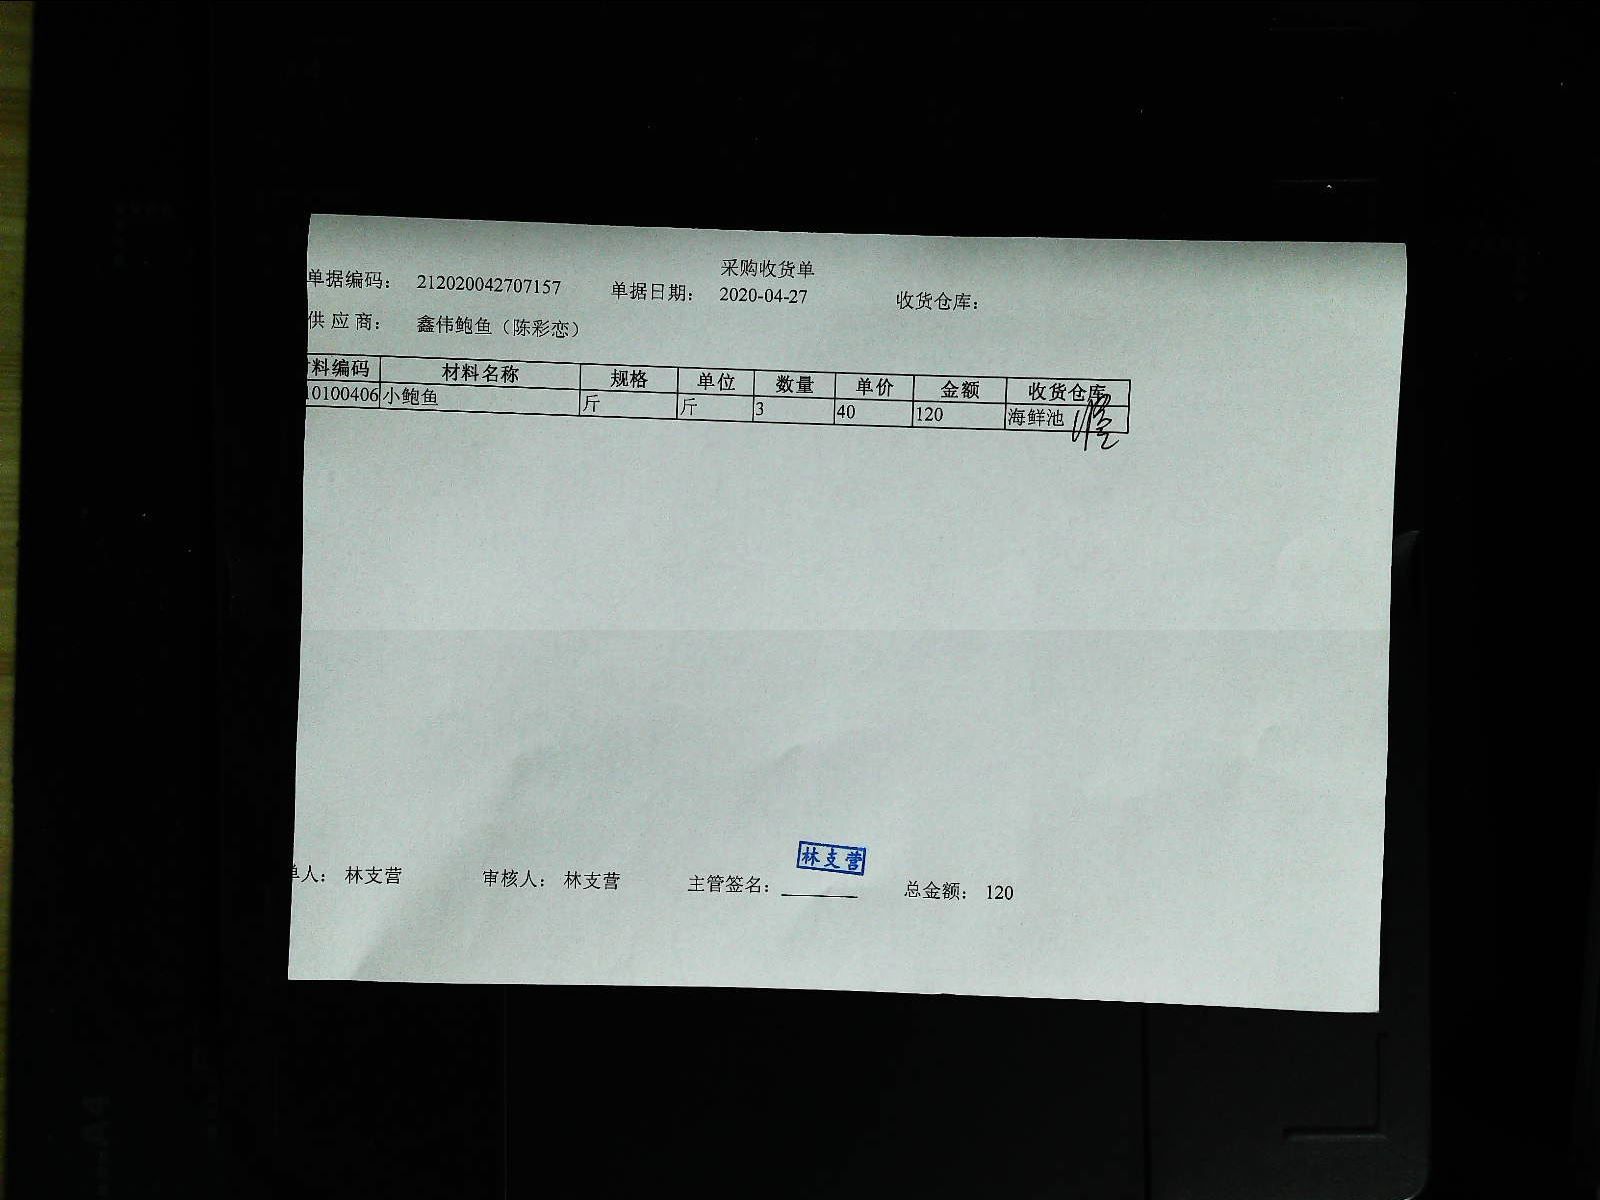 采购收货单
单据编码： 212020042707157 单据日期： 2020-04-27 收货仓库：
供 应 商： 鑫伟鲍鱼（陈彩恋）
料编码 材料名称 规格 单位 数量 单价 金额 收货仓库
10100406 小鲍鱼 斤 斤 3 40 120 海鲜池
林支营
单人： 林支营 审核人： 林支营 主管签名： 总金额： 120